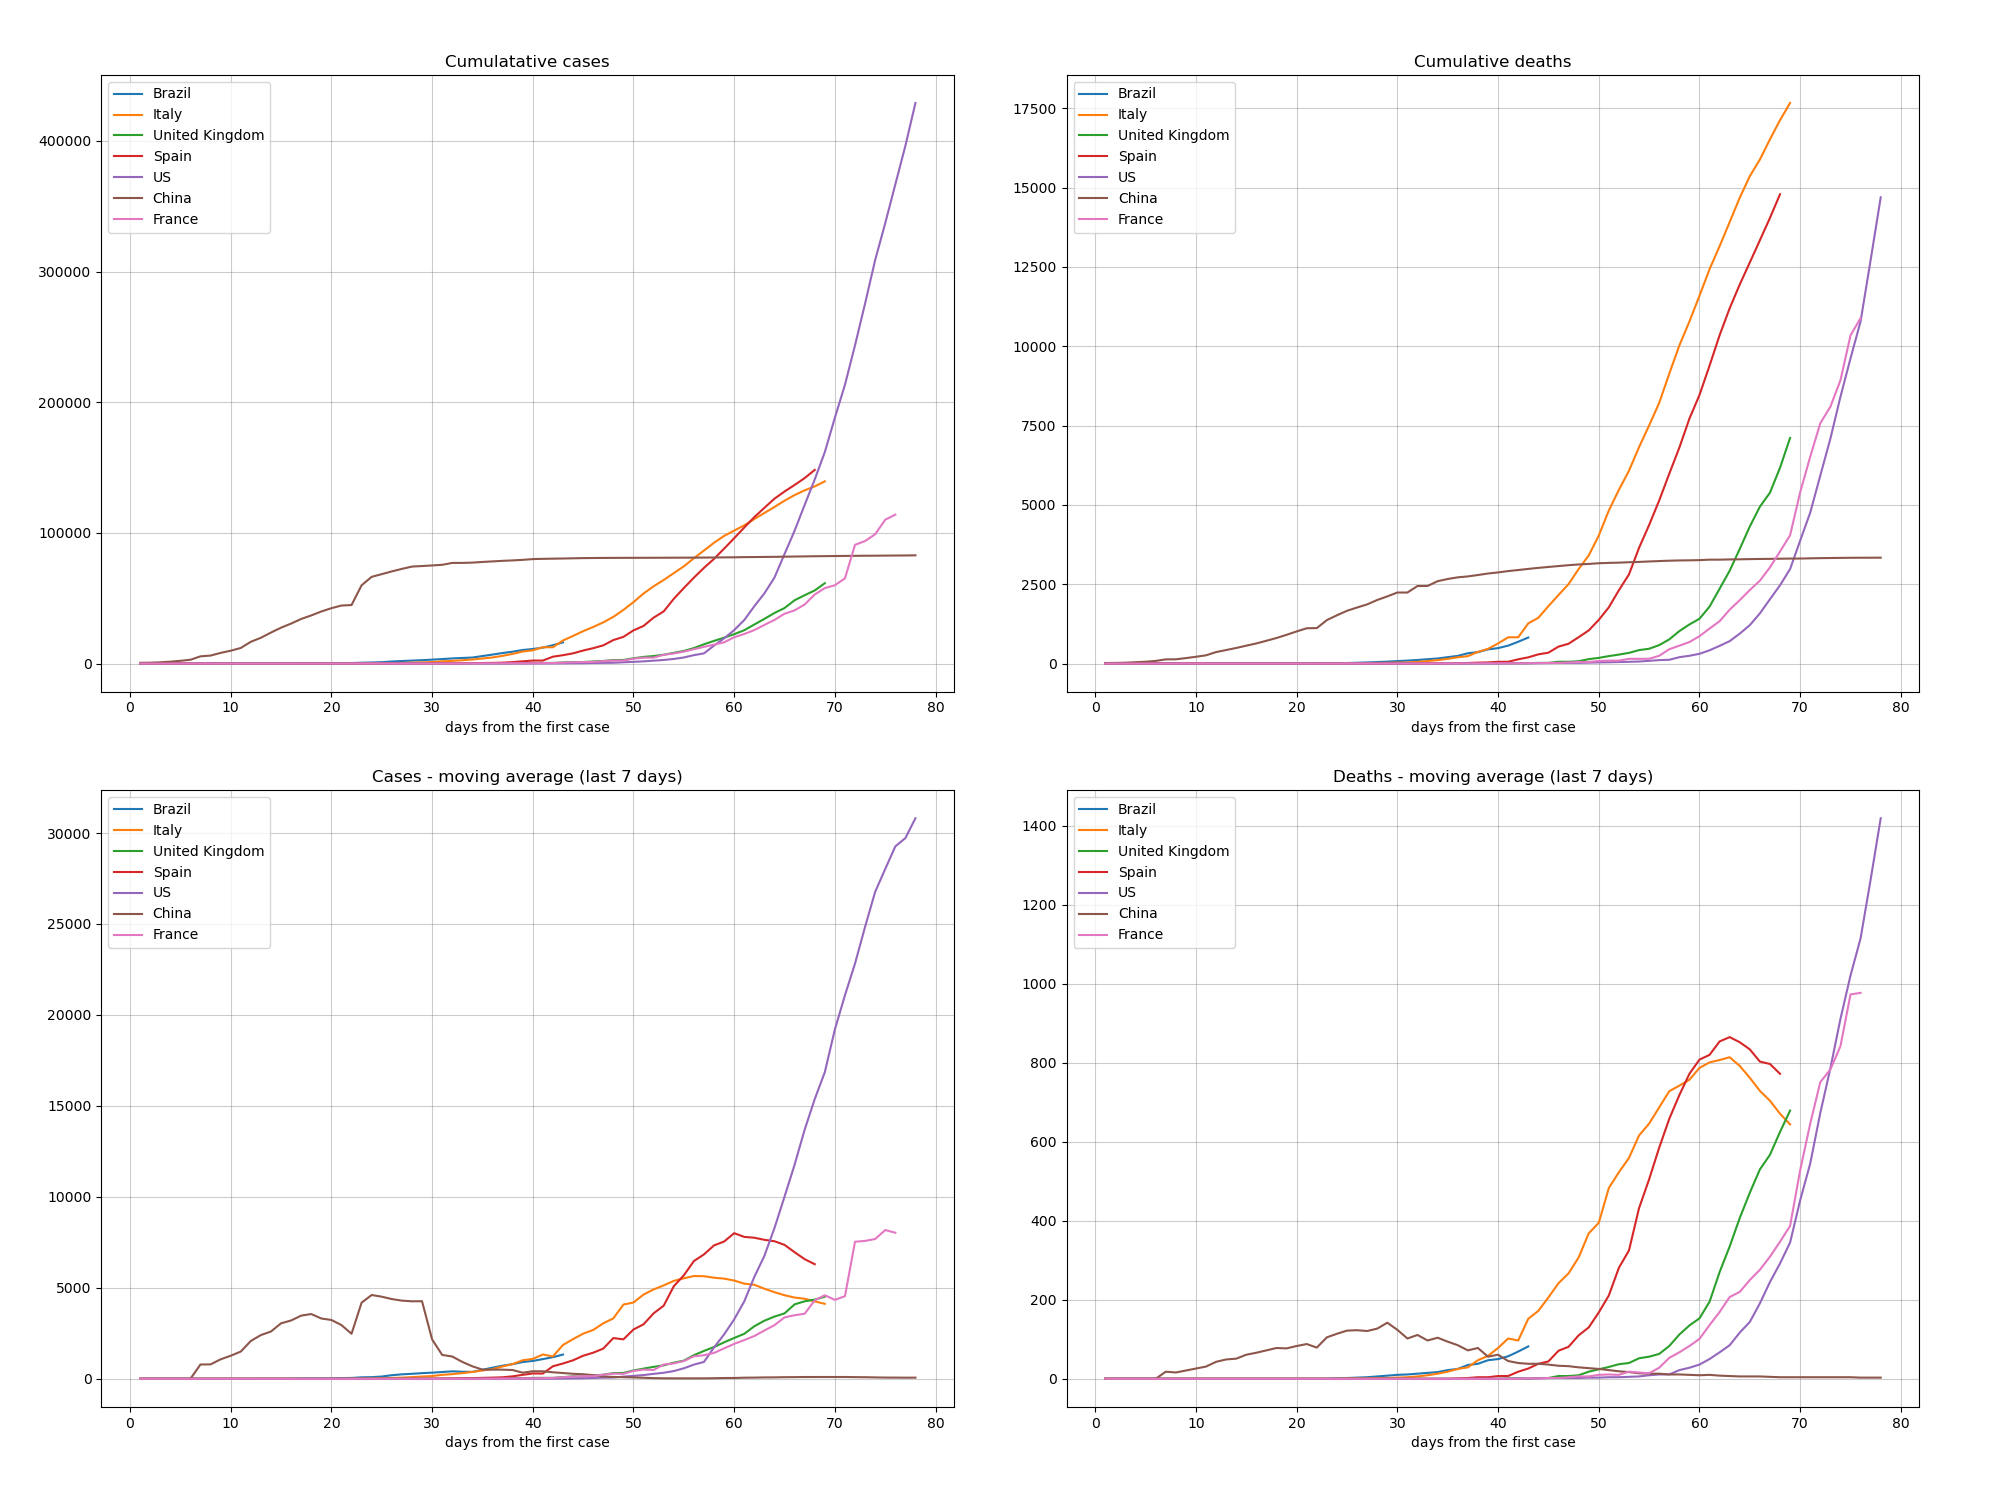 Cumulatative cases
400000
300000
200000
100000
0
Brazil
Italy
United Kingdom
Spain
US
China
France
0 10 20 30 40 50 60 70 80
days from the first case
Cumulative deaths
17500
15000
12500
10000
7500
5000
2500
0
Brazil
Italy
United Kingdom
Spain
US
China
France
0 10 20 30 40 50 60 70 80
days from the first case
Cases - moving average (last 7 days)
30000
25000
20000
15000
10000
5000
0
Brazil
Italy
United Kingdom
Spain
US
China
France
0 10 20 30 40 50 60 70 80
days from the first case
Deaths - moving average (last 7 days)
1400
1200
1000
800
600
400
200
0
Brazil
Italy
United Kingdom
Spain
US
China
France
0 10 20 30 40 50 60 70 80
days from the first case